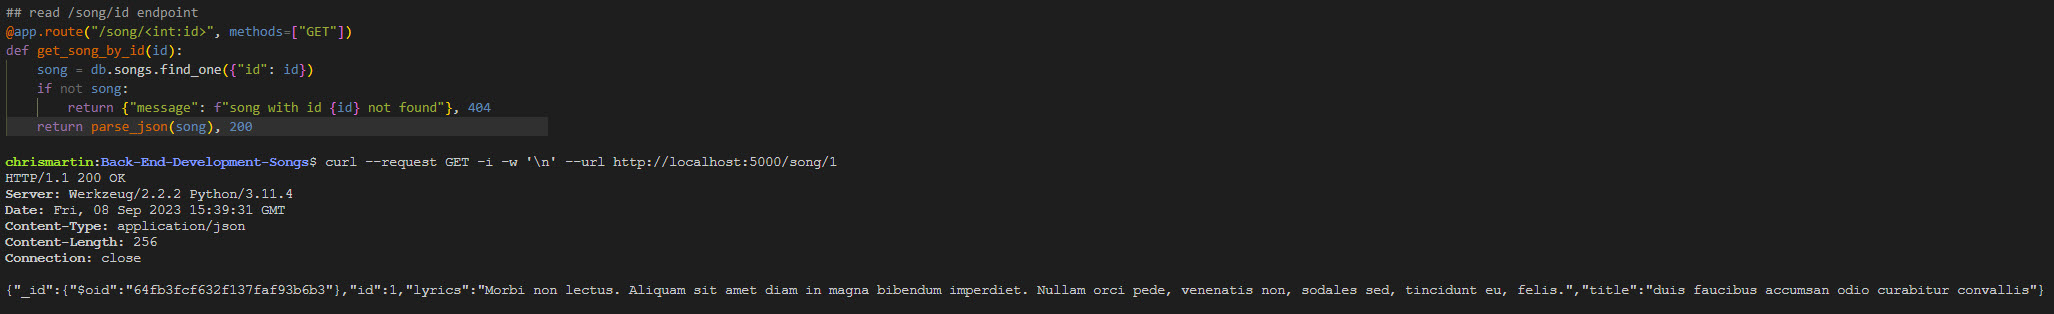 ## read /song/id endpoint
@app.route("/song/<int:id>", methods=["GET"])
def get_song_by_id(id):
    song = db.songs.find_one({"id": id})
    if not song:
        return {"message": f"song with id {id} not found"}, 404
    return parse_json(song), 200
chrismartin:Back-End-Development-Songs$ curl --request GET -i -w '\n' --url http://localhost:5000/song/1
HTTP/1.1 200 OK
Server: Werkzeug/2.2.2 Python/3.11.4
Date: Fri, 08 Sep 2023 15:39:31 GMT
Content-Type: application/json
Content-Length: 256
Connection: close
{"_id":{"$oid":"64fb3fcf632f137faf93b6b3"},"id":1,"lyrics":"Morbi non lectus. Aliquam sit amet diam in magna bibendum imperdiet. Nullam orci pede, venenatis non, sodales sed, tincidunt eu, felis.","title":"duis faucibus accumsan odio curabitur convallis"}